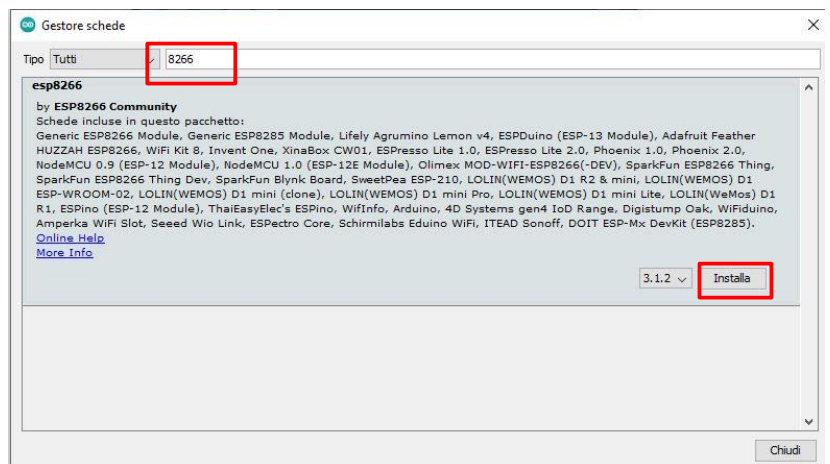 Gestore schede
Tipo Tutti 8266
esp8266
by ESP8266 Community
Schede incluse in questo pacchetto:
Generic ESP8266 Module, Generic ESP8285 Module, Lifely Agrumino Lemon v4, ESPDuino (ESP-13 Module), Adafruit Feather
HUZZAH ESP8266, WiFi Kit 8, Invent One, XinaBox CW01, ESPresso Lite 1.0, ESPresso Lite 2.0, Phoenix 1.0, Phoenix 2.0,
NodeMCU 0.9 (ESP-12 Module), NodeMCU 1.0 (ESP-12E Module), Olimex MOD-WIFI-ESP8266(-DEV), SparkFun ESP8266 Thing,
SparkFun ESP8266 Thing Dev, SparkFun Blynk Board, SweetPea ESP-210, LOLIN(WEMOS) D1 R2 & mini, LOLIN(WEMOS) D1
ESP-WROOM-02, LOLIN(WEMOS) D1 mini (clone), LOLIN(WEMOS) D1 mini Pro, LOLIN(WEMOS) D1 mini Lite, LOLIN(WeMos) D1
R1, ESPino (ESP-12 Module), ThaiEasyElec's ESPino, WifInfo, Arduino, 4D Systems gen4 IoD Range, Digistump Oak, WiFiduino,
Amperka WiFi Slot, Seeed Wio Link, ESPectro Core, Schirmilabs Eduino WiFi, ITEAD Sonoff, DOIT ESP-Mx DevKit (ESP8285).
Online Help
More Info
3.1.2 Installa
Chiudi